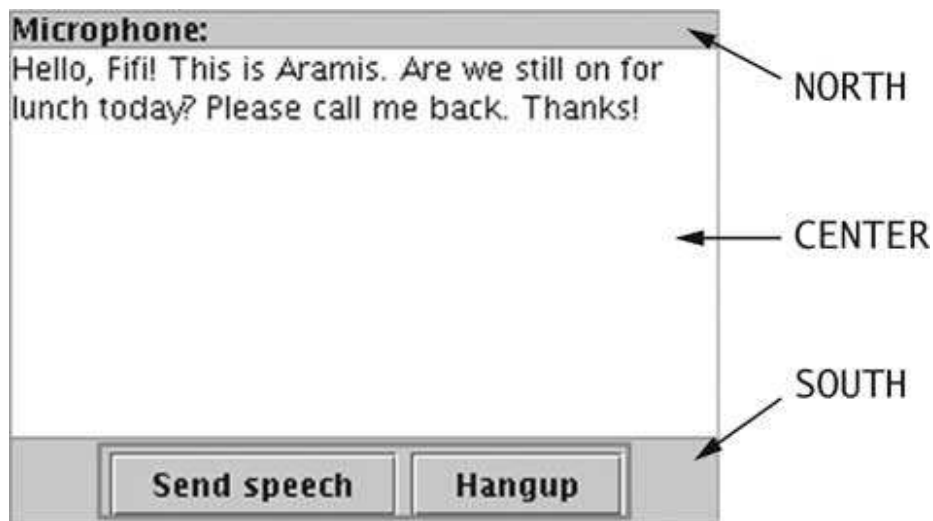 Microphone:
Hello, Fifi! This is Aramis. Are we still on for
lunch today? Please call me back. Thanks!
Send speech Hangup
NORTH
CENTER
SOUTH